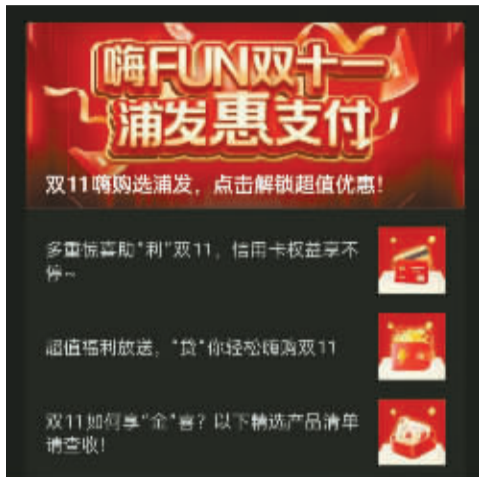 嗨FUN双十一
浦发惠支付
双11嗨购选浦发，点击解锁超值优惠！
多重惊喜助“利”双11，信用卡权益享不
停~
超值福利放送，“贷”你轻松嗨购双11
双11如何享“金”喜？以下精选产品清单
请查收！